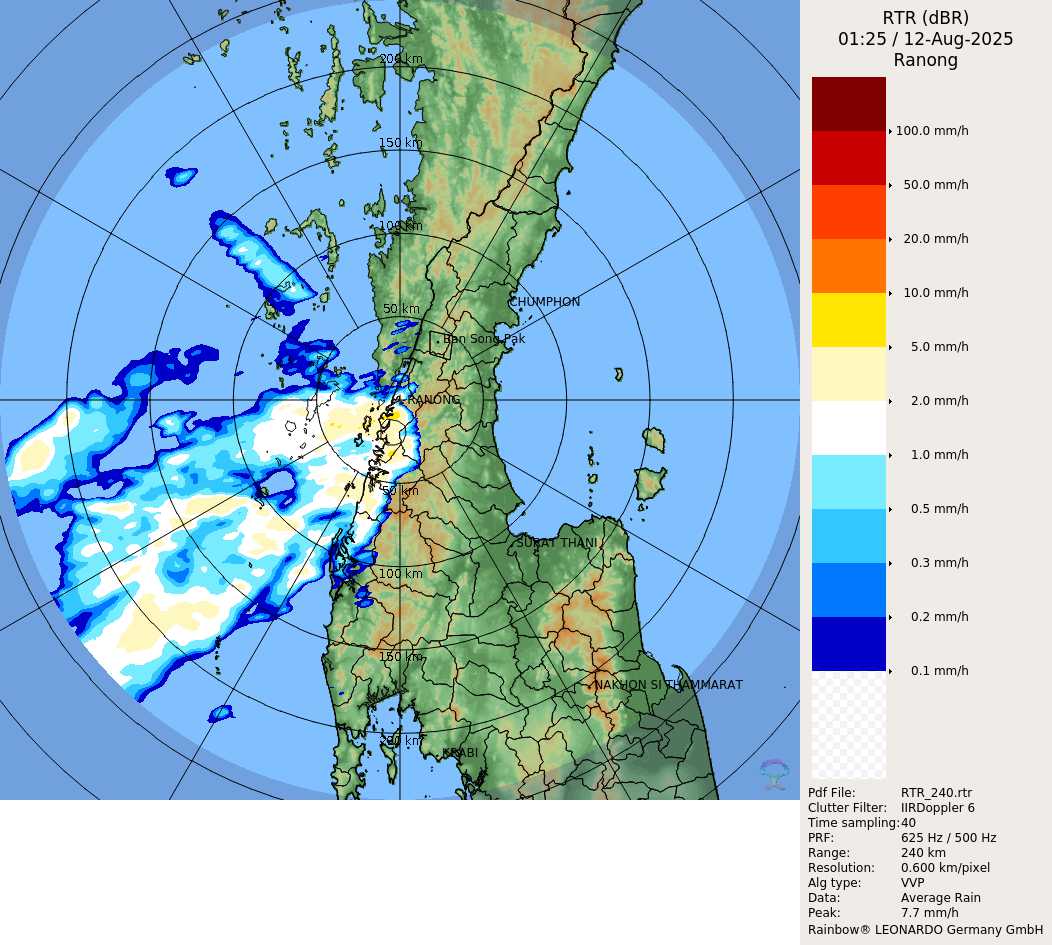 RTR (dBR)
01:25 / 12-Aug-2025
Ranong
100.0 mm/h
50.0 mm/h
20.0 mm/h
10.0 mm/h
5.0 mm/h
2.0 mm/h
1.0 mm/h
0.5 mm/h
0.3 mm/h
0.2 mm/h
0.1 mm/h
Pdf File: RTR_240.rtr
Clutter Filter: IIRDoppler 6
Time sampling: 40
PRF: 625 Hz / 500 Hz
Range: 240 km
Resolution: 0.600 km/pixel
Alg type: VVP
Data: Average Rain
Peak: 7.7 mm/h
Rainbow® LEONARDO Germany GmbH
200 km
150 km
100 km
CHUMPHON
50 km
Ban Song Pak
RANONG
50 km
SURAT THANI
100 km
150 km
NAKHON SI THAMMARAT
200 km
KRABI